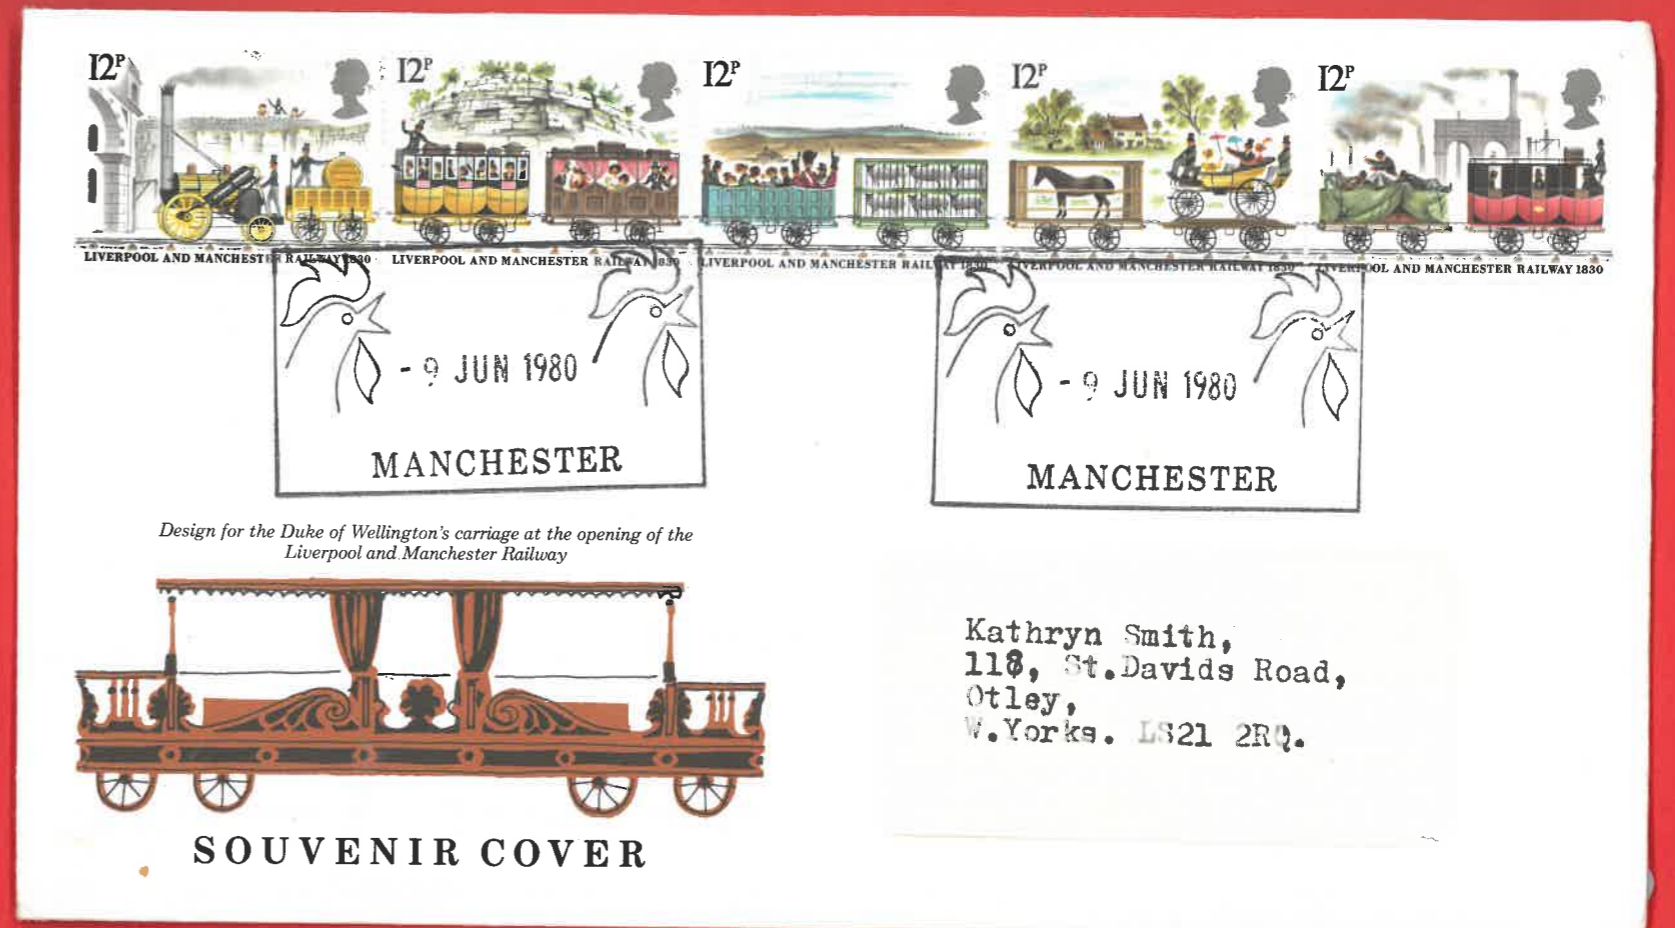 12P 12P 12P 12P 12P
LIVERPOOL AND MANCHESTER RAILWAY 1830
LIVERPOOL AND MANCHESTER RAILWAY 1830
LIVERPOOL AND MANCHESTER RAILWAY 1830
LIVERPOOL AND MANCHESTER RAILWAY 1830
LIVERPOOL AND MANCHESTER RAILWAY 1830
- 9 JUN 1980
MANCHESTER
- 9 JUN 1980
MANCHESTER
Design for the Duke of Wellington's carriage at the opening of the
Liverpool and Manchester Railway
SOUVENIR COVER
Kathryn Smith,
118, St.Davids Road,
Otley,
W.Yorks. LS21 2RQ.